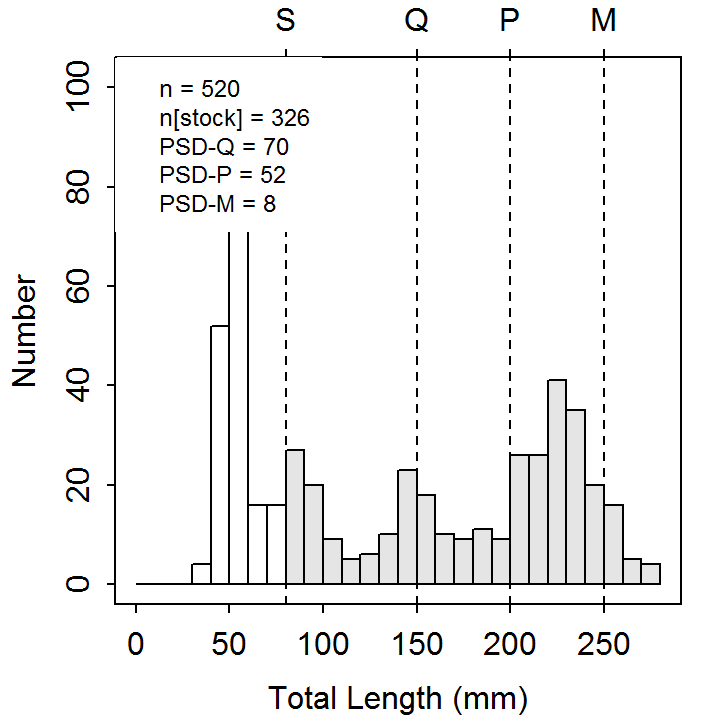 S Q P M
n = 520
n[stock] = 326
PSD-Q = 70
PSD-P = 52
PSD-M = 8
Number
100
80
60
40
20
0
0 50 100 150 200 250
Total Length (mm)